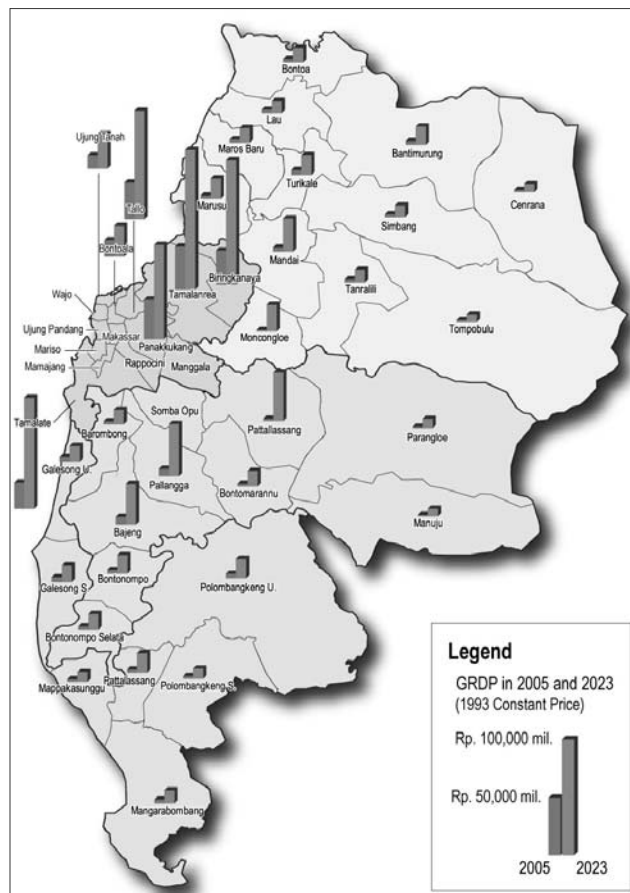 Bontoa
Lau
Ujung Tanah
Maros Baru
Bantimurung
Turikale
Cenrana
Tallo
Marusu
Simbang
Bontoala
Mandai
Biringkanaya
Tamalanrea
Tanralili
Wajo
Tompobulu
Ujung Pandang
Makassar
Panakkukang
Moncongloe
Mariso
Rappocini
Manggala
Mamajang
Somba Opu
Tamalate
Pattallassang
Parangloe
Barombong
Galesong U.
Pallangga
Bontomarannu
Manuju
Bajeng
Bontonompo
Galesong S.
Polombangkeng U.
Bontonompo Selata
Legend
GRDP in 2005 and 2023
(1993 Constant Price)
Pattalassang
Polombangkeng S.
Mappakasunggu
Rp. 100,000 mil.
Rp. 50,000 mil.
Mangarabombang
2005 2023